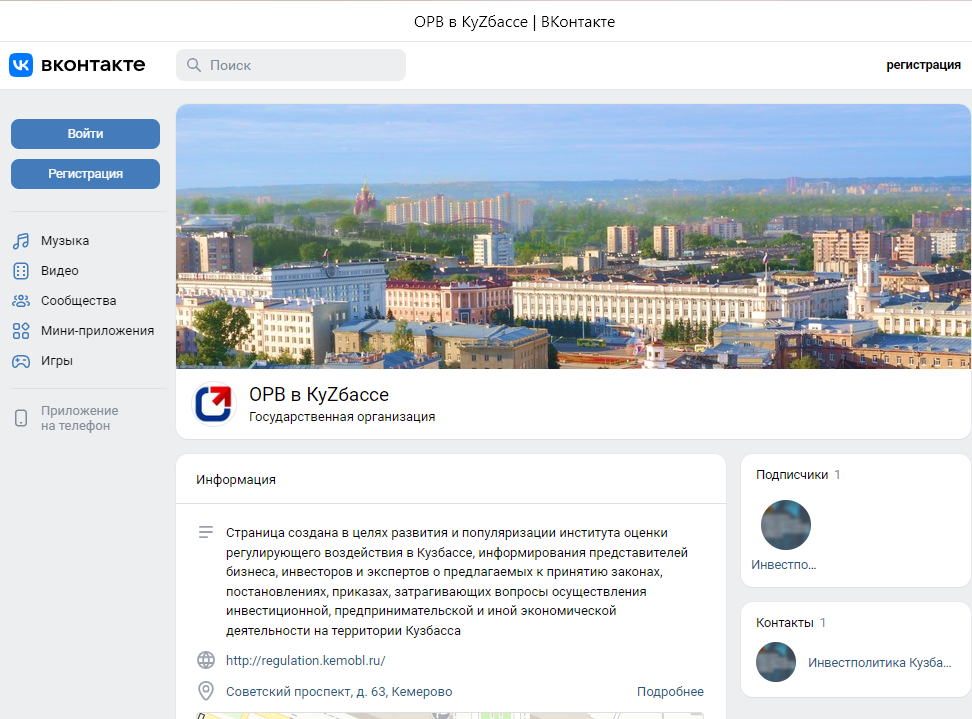 ОРВ в КуZбассе | ВКонтакте
вконтакте
Поиск
регистрация
Войти
Регистрация
Музыка
Видео
Сообщества
Мини-приложения
Игры
Приложение
на телефон
ОРВ в КуZбассе
Государственная организация
Информация
Страница создана в целях развития и популяризации института оценки
регулирующего воздействия в Кузбассе, информирования представителей
бизнеса, инвесторов и экспертов о предлагаемых к принятию законах,
постановлениях, приказах, затрагивающих вопросы осуществления
инвестиционной, предпринимательской и иной экономической
деятельности на территории Кузбасса
http://regulation.kemobl.ru/
Советский проспект, д. 63, Кемерово
Подробнее
Подписчики 1
Инвестпо...
Контакты 1
Инвестполитика Кузба...